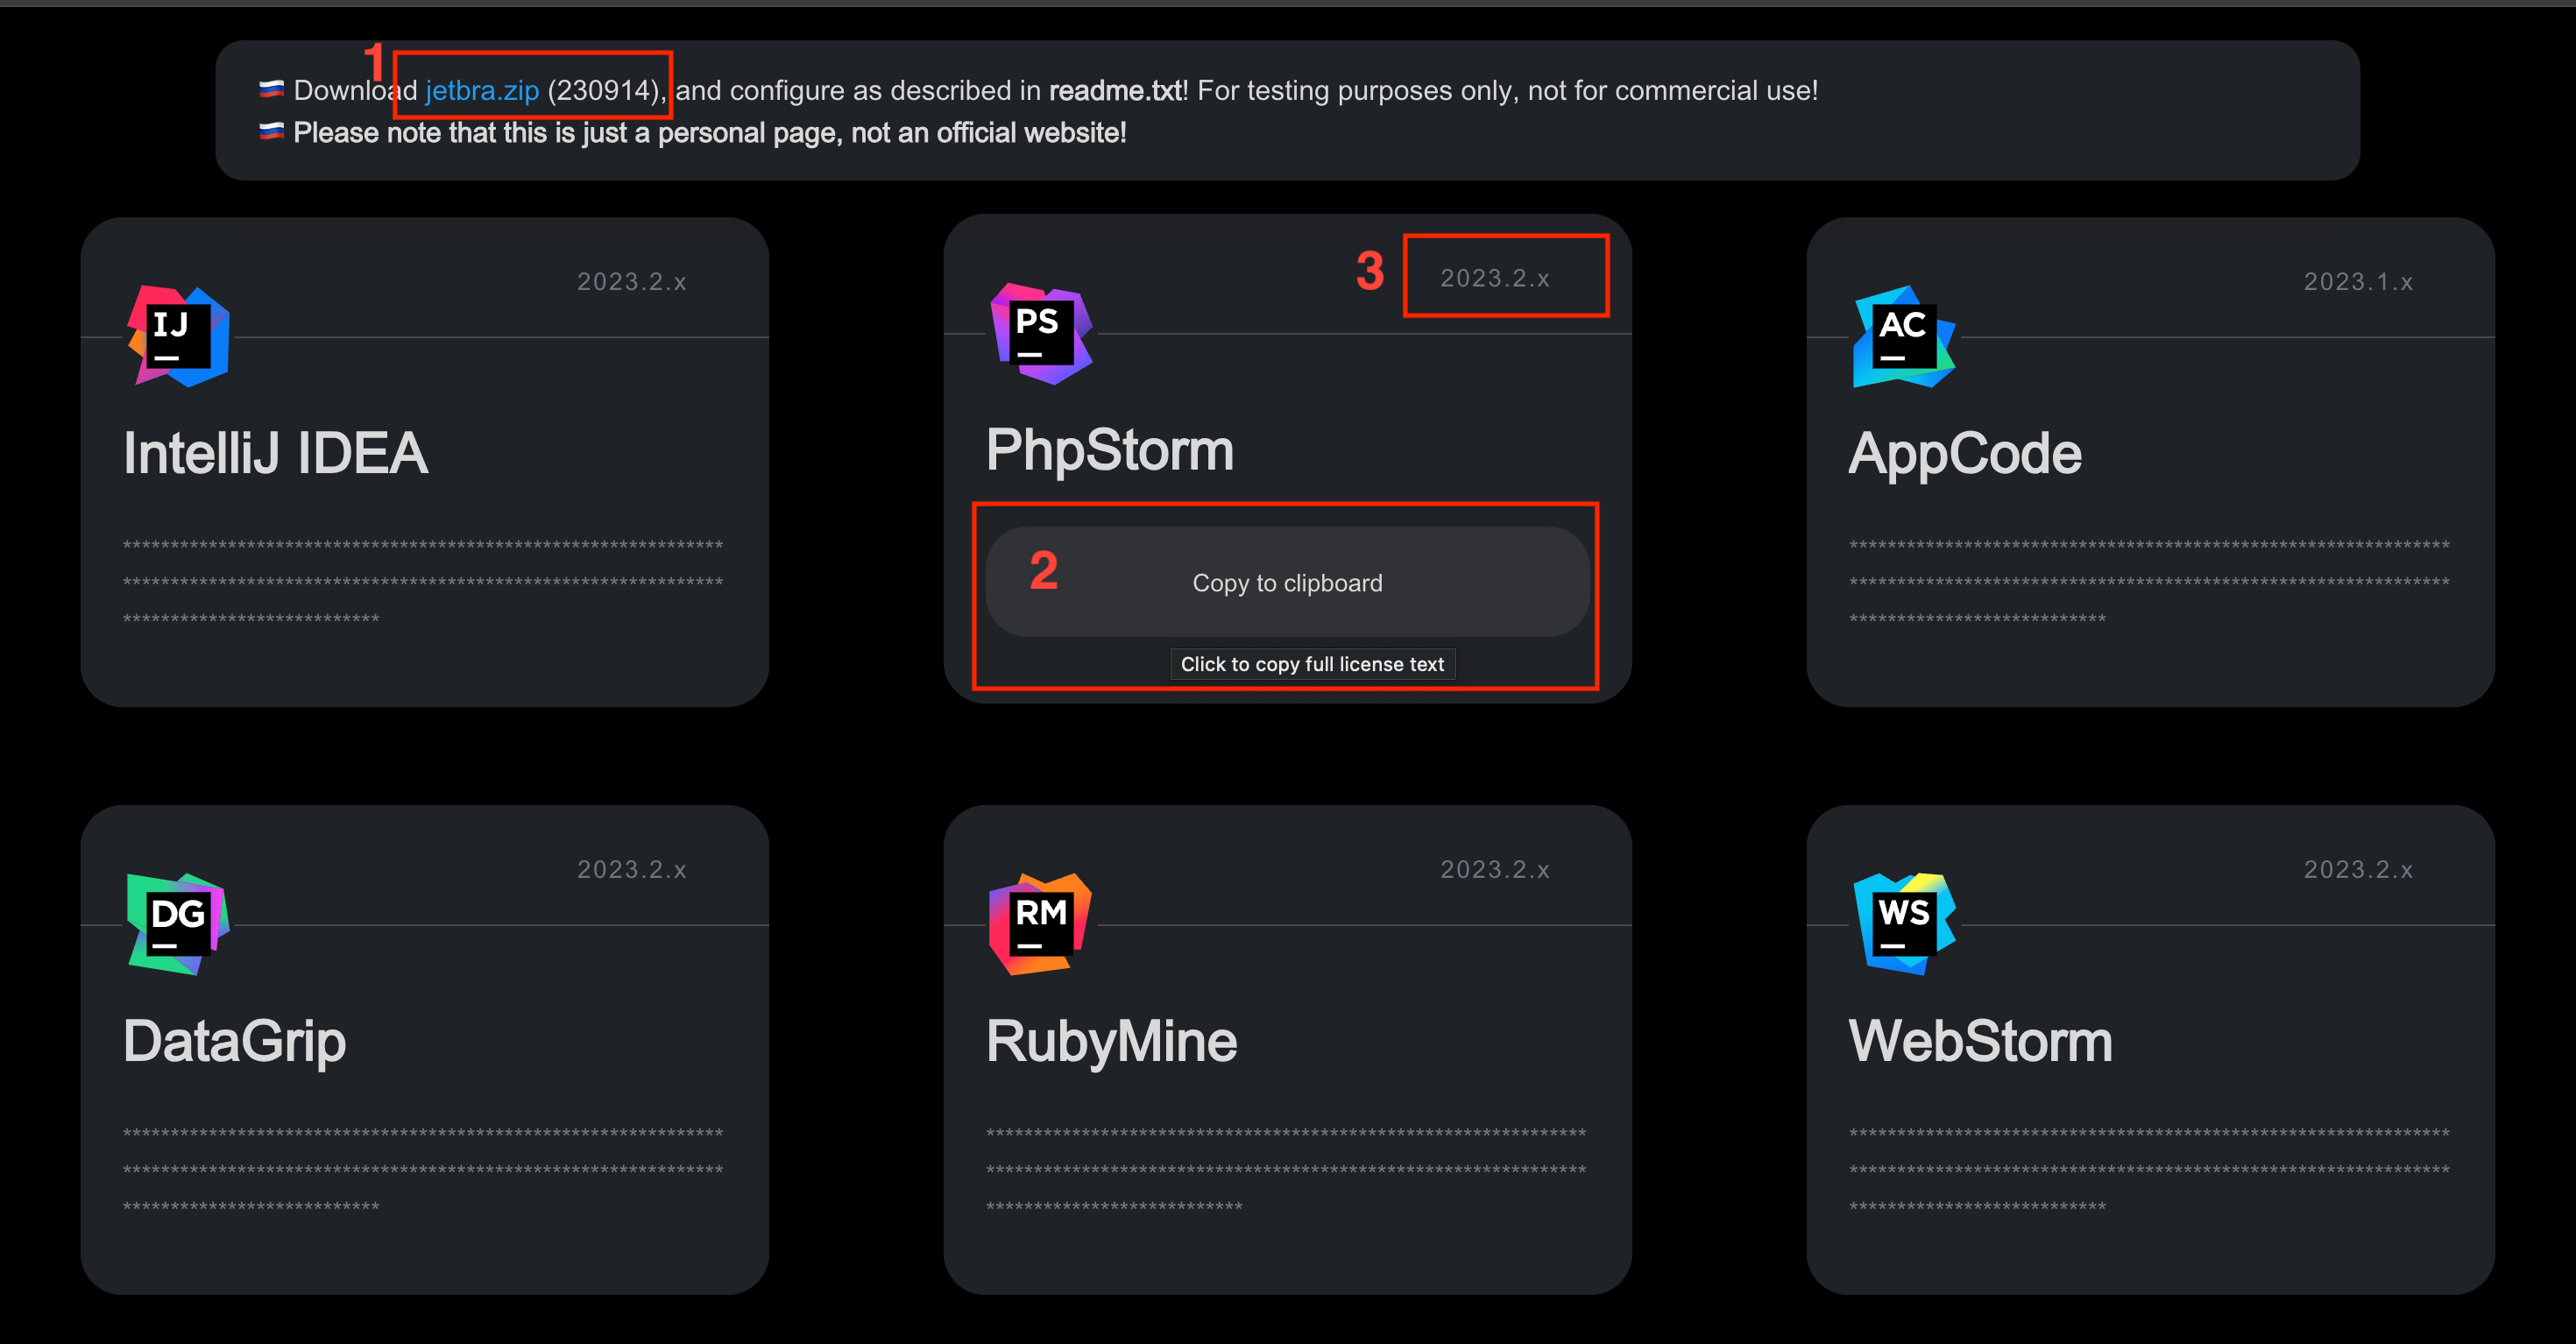 1
Download jetbra.zip (230914), and configure as described in readme.txt! For testing purposes only, not for commercial use!
Please note that this is just a personal page, not an official website!
2023.2.x
IJ
IntelliJ IDEA
***************************************************************
***************************************************************
***************************
3
2023.2.x
PS
PhpStorm
2
Copy to clipboard
Click to copy full license text
2023.1.x
AC
AppCode
***************************************************************
***************************************************************
***************************
2023.2.x
DG
DataGrip
***************************************************************
***************************************************************
***************************
2023.2.x
RM
RubyMine
***************************************************************
***************************************************************
***************************
2023.2.x
WS
WebStorm
***************************************************************
***************************************************************
***************************